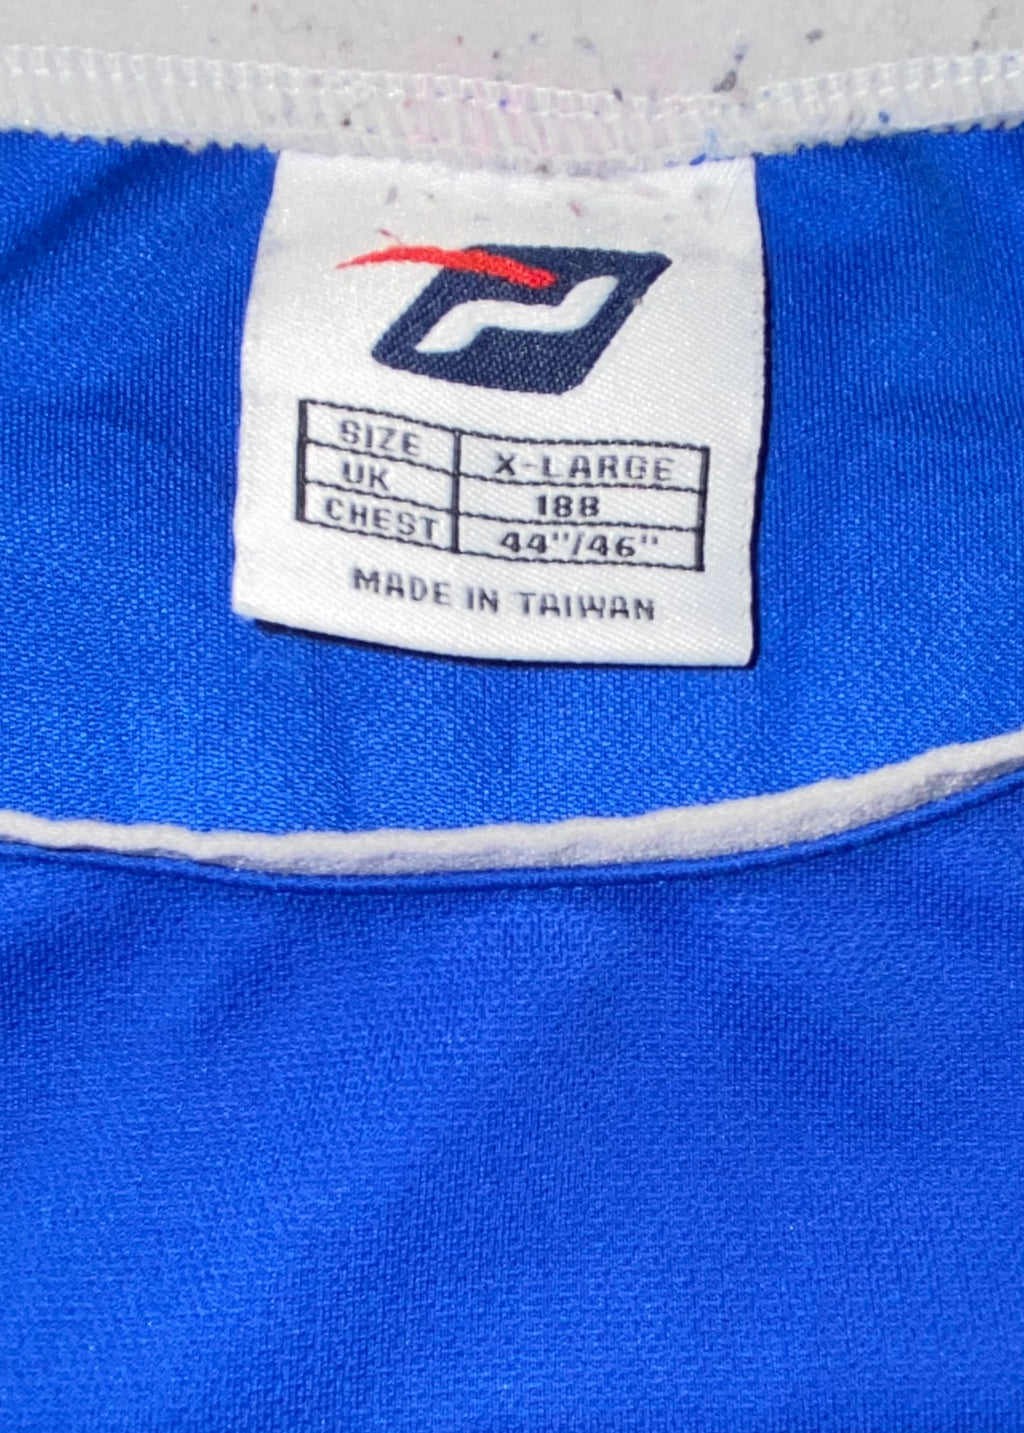 SIZE X-LARGE
UK 188
CHEST 44"/46"
MADE IN TAIWAN